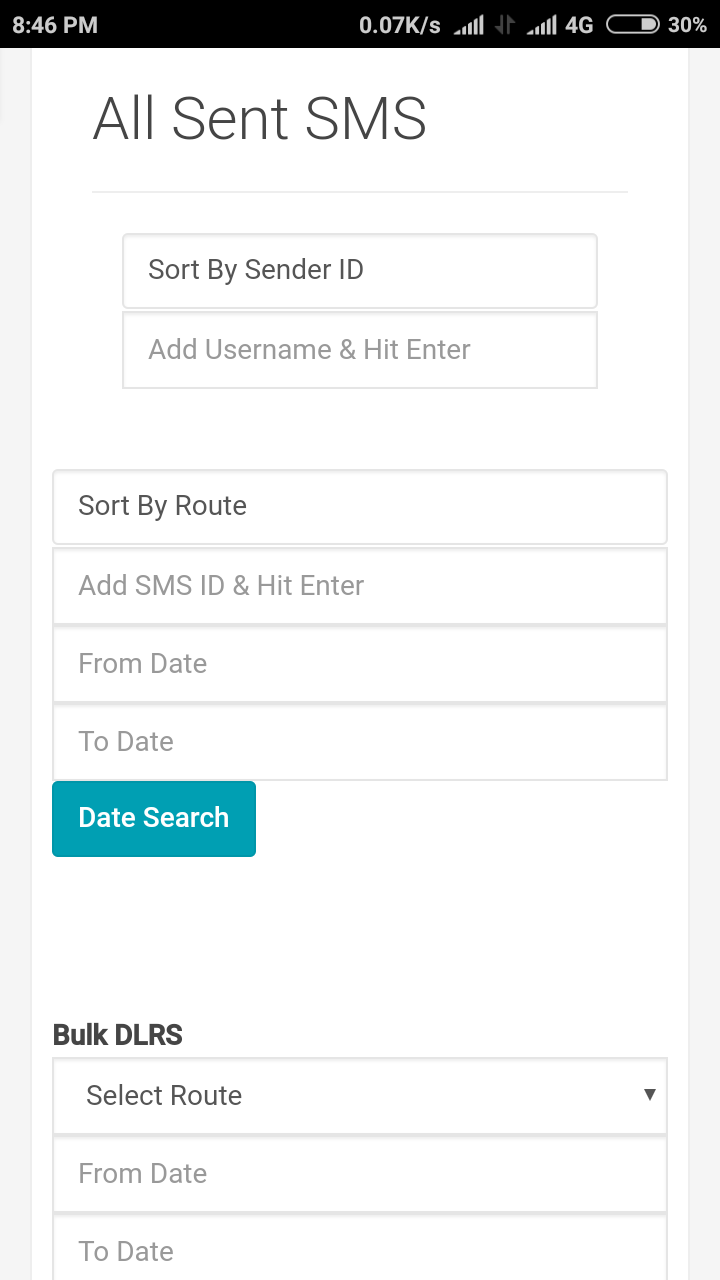 8:46 PM 0.07K/s 4G 30%
All Sent SMS
Sort By Sender ID
Add Username & Hit Enter
Sort By Route
Add SMS ID & Hit Enter
From Date
To Date
Date Search
Bulk DLRS
Select Route
From Date
To Date